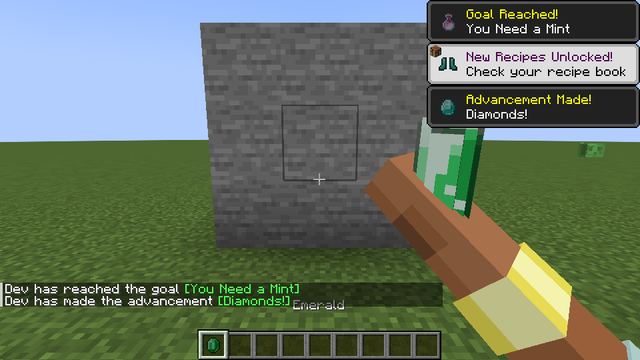 Goal Reached!
You Need a Mint
New Recipes Unlocked!
Check your recipe book
Advancement Made!
Diamonds!
Dev has reached the goal [You Need a Mint]
Dev has made the advancement [Diamonds!]
Emerald